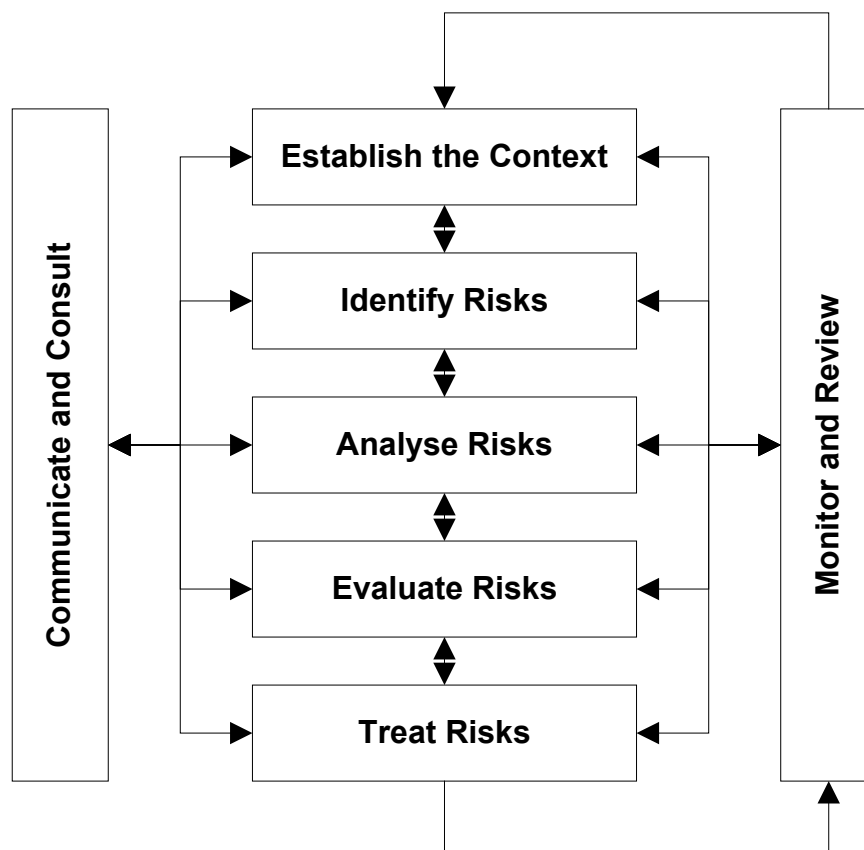 Communicate and Consult
Establish the Context
Identify Risks
Analyse Risks
Evaluate Risks
Treat Risks
Monitor and Review